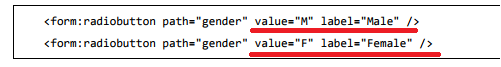 <form:radiobutton path="gender" value="M" label="Male" />
<form:radiobutton path="gender" value="F" label="Female" />